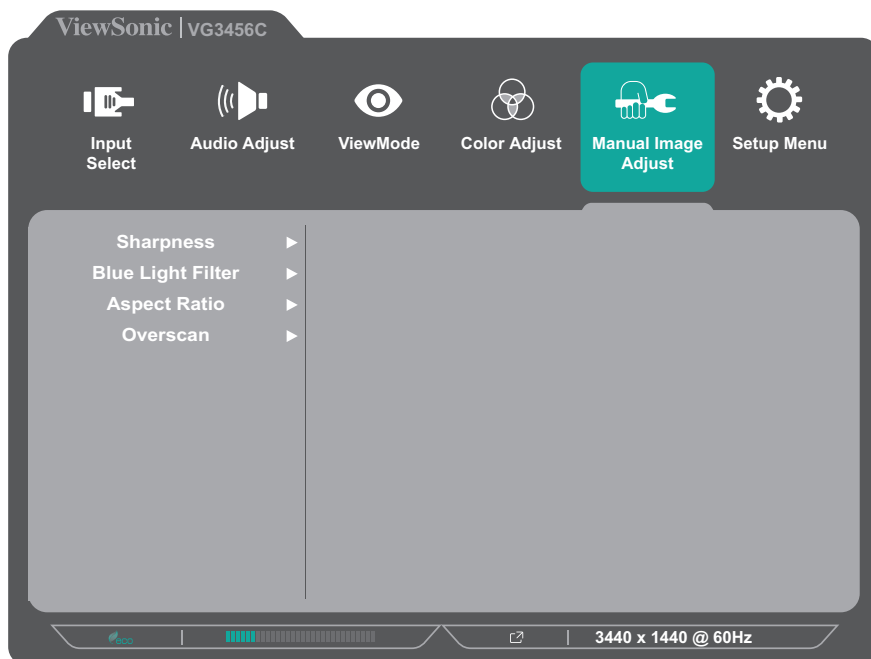 ViewSonic | VG3456C
Input Select
Audio Adjust
ViewMode
Color Adjust
Manual Image Adjust
Setup Menu
Sharpness
Blue Light Filter
Aspect Ratio
Overscan
eco
3440 x 1440 @ 60Hz